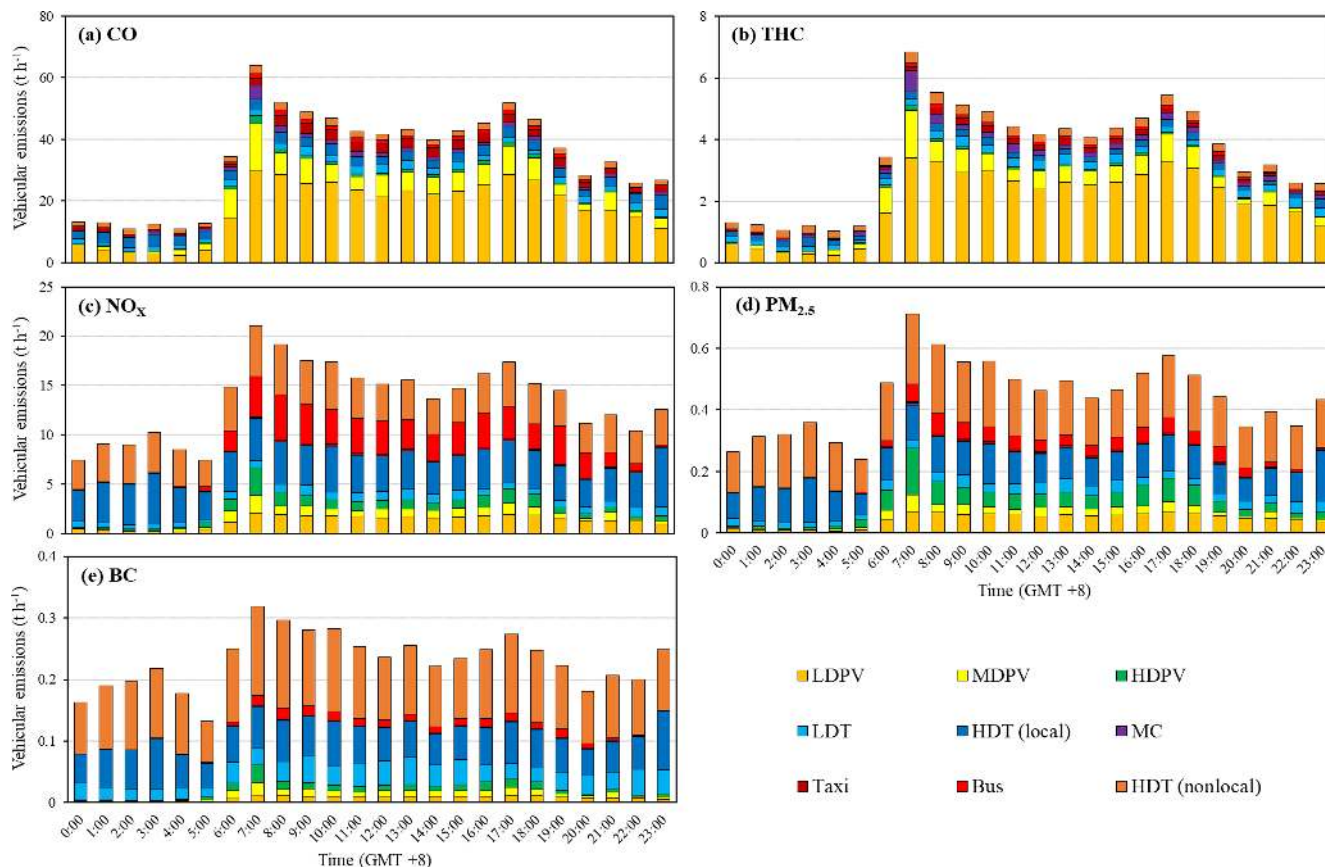 (a) CO
Vehicular emissions (t h⁻¹)
80
60
40
20
0
(b) THC
Vehicular emissions (t h⁻¹)
8
6
4
2
0
(c) NOX
Vehicular emissions (t h⁻¹)
25
20
15
10
5
0
(d) PM2.5
Vehicular emissions (t h⁻¹)
0.8
0.6
0.4
0.2
0
0:00 1:00 2:00 3:00 4:00 5:00 6:00 7:00 8:00 9:00 10:00 11:00 12:00 13:00 14:00 15:00 16:00 17:00 18:00 19:00 20:00 21:00 22:00 23:00
Time (GMT +8)
(e) BC
Vehicular emissions (t h⁻¹)
0.4
0.3
0.2
0.1
0
0:00 1:00 2:00 3:00 4:00 5:00 6:00 7:00 8:00 9:00 10:00 11:00 12:00 13:00 14:00 15:00 16:00 17:00 18:00 19:00 20:00 21:00 22:00 23:00
Time (GMT +8)
LDPV MDPV HDPV
LDT HDT (local) MC
Taxi Bus HDT (nonlocal)